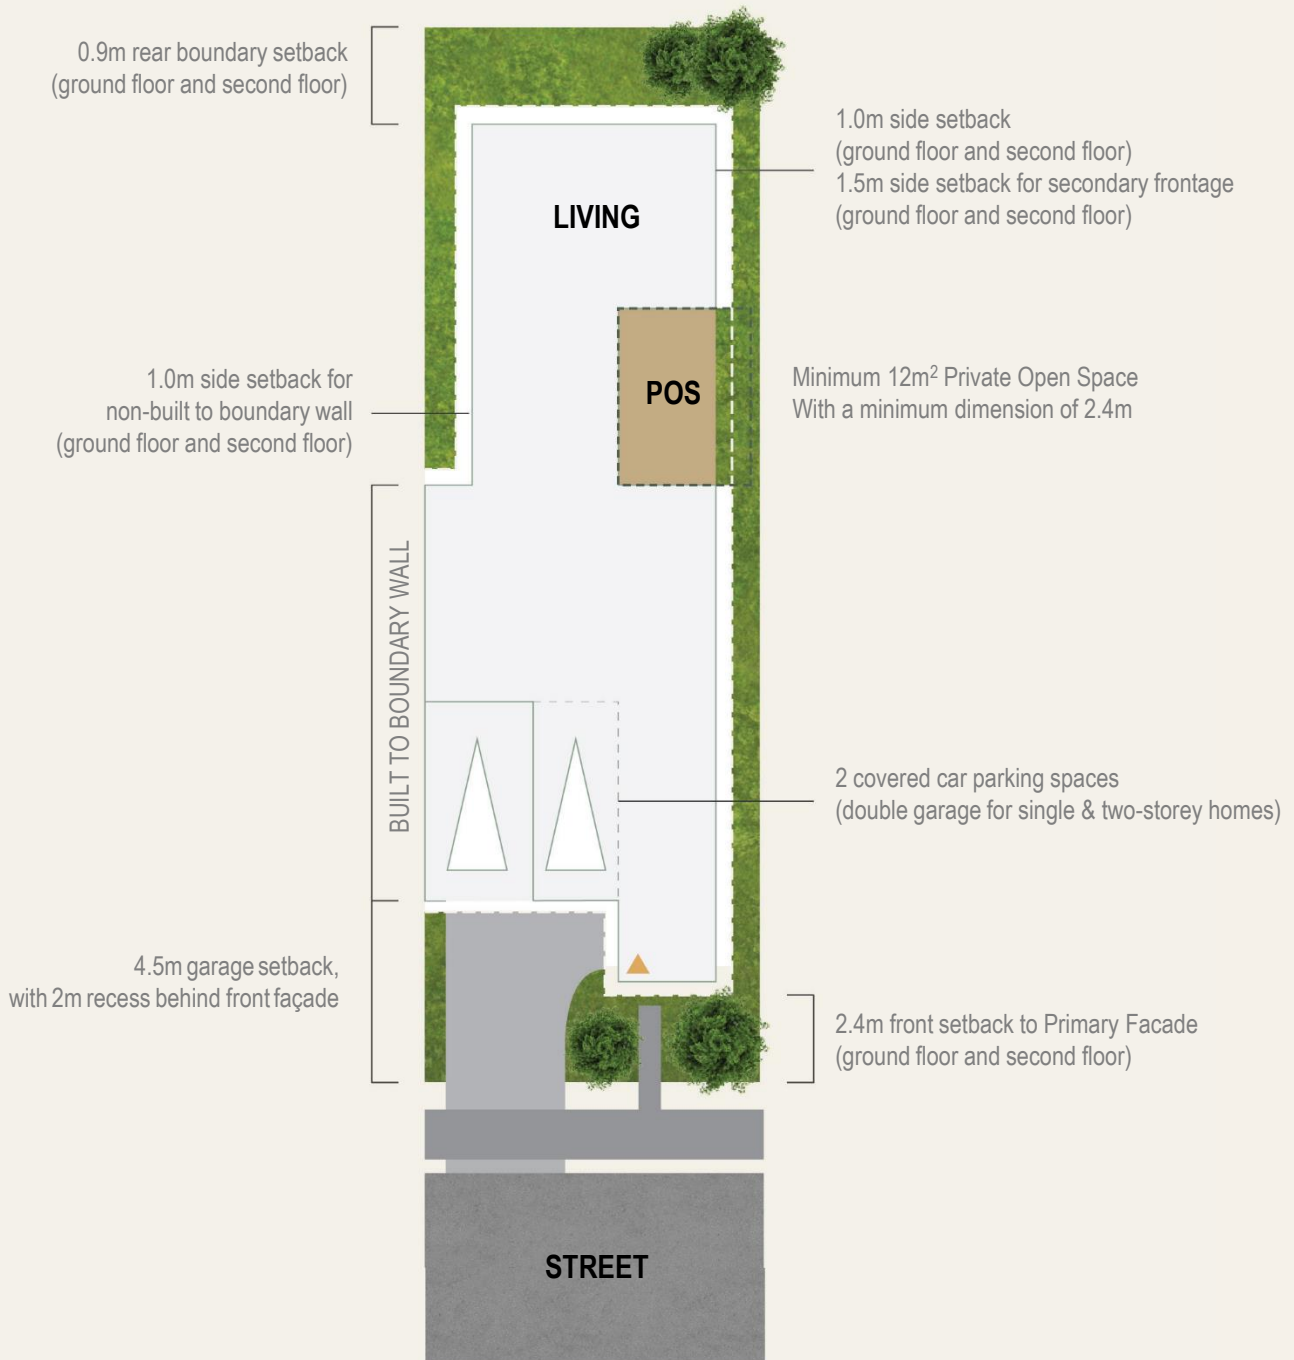 0.9m rear boundary setback
(ground floor and second floor)
1.0m side setback
(ground floor and second floor)
1.5m side setback for secondary frontage
(ground floor and second floor)
LIVING
1.0m side setback for
non-built to boundary wall
(ground floor and second floor)
POS
Minimum 12m² Private Open Space
With a minimum dimension of 2.4m
BUILT TO BOUNDARY WALL
2 covered car parking spaces
(double garage for single & two-storey homes)
4.5m garage setback,
with 2m recess behind front façade
2.4m front setback to Primary Facade
(ground floor and second floor)
STREET